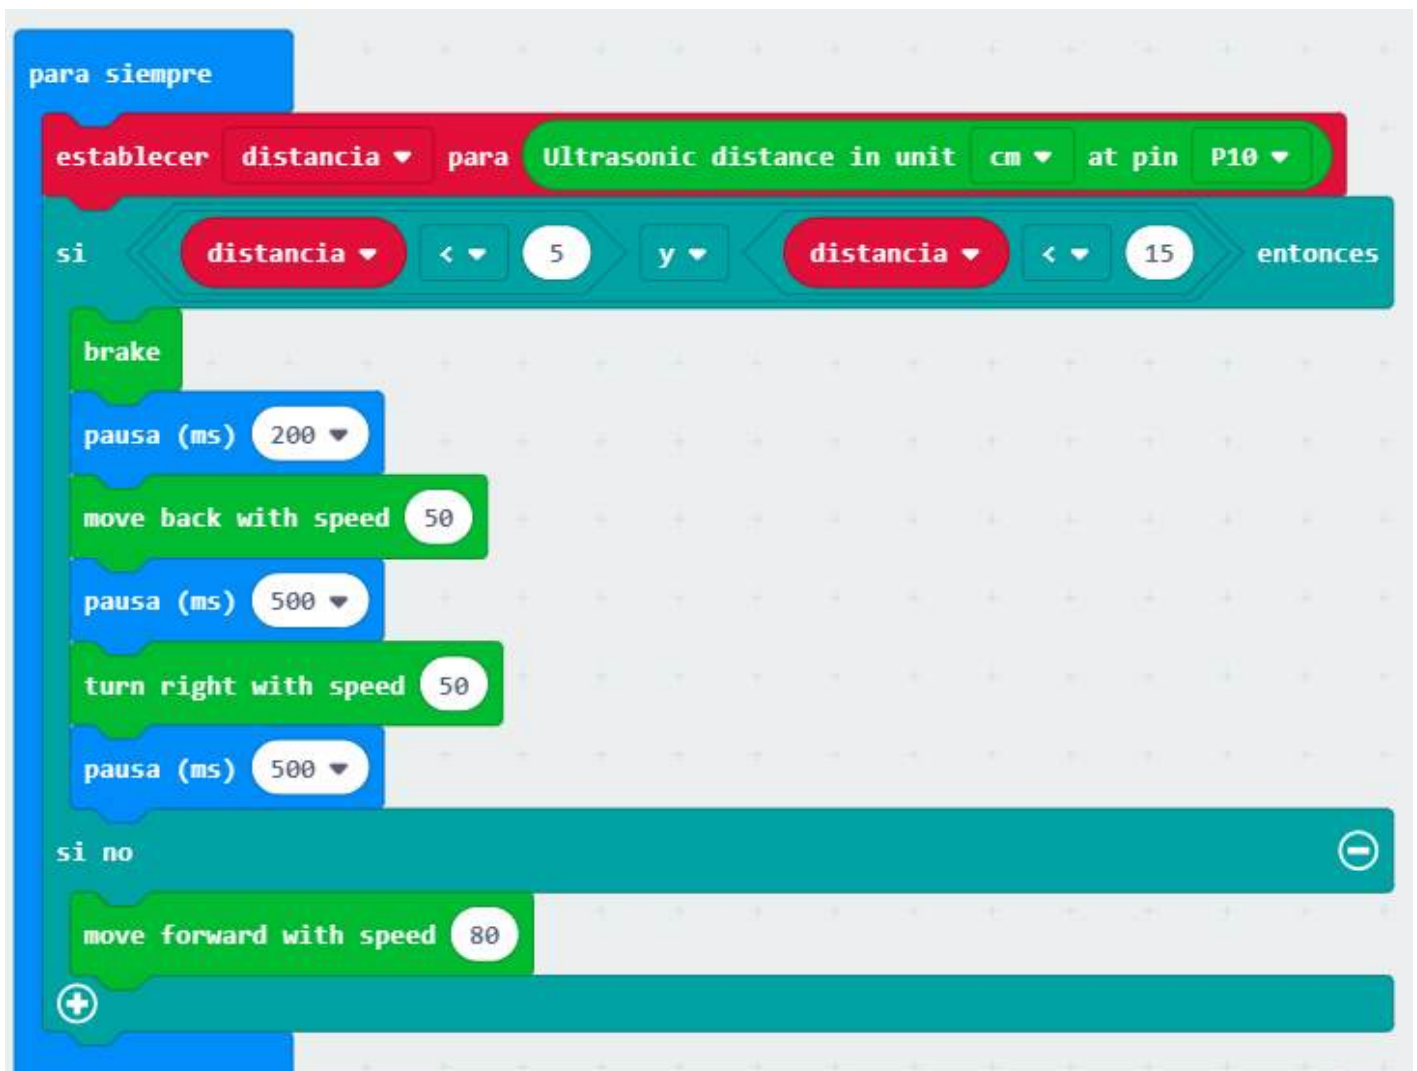 para siempre
establecer distancia para Ultrasonic distance in unit cm at pin P10
si distancia < 5 y distancia < 15 entonces
brake
pausa (ms) 200
move back with speed 50
pausa (ms) 500
turn right with speed 50
pausa (ms) 500
si no
move forward with speed 80